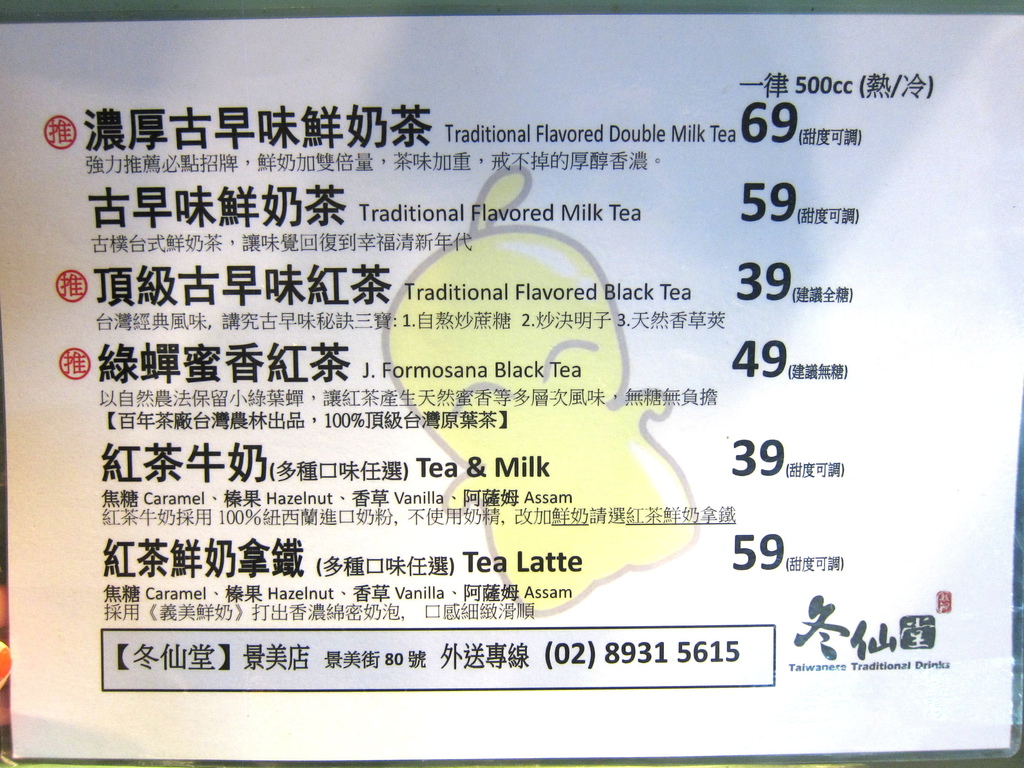 一律 500cc (熱/冷)
推 濃厚古早味鮮奶茶 Traditional Flavored Double Milk Tea 69 (甜度可調)
強力推薦必點招牌，鮮奶加雙倍量，茶味加重，戒不掉的厚醇香濃。
古早味鮮奶茶 Traditional Flavored Milk Tea 59 (甜度可調)
古樸台式鮮奶茶，讓味覺回復到幸福清新年代
推 頂級古早味紅茶 Traditional Flavored Black Tea 39 (建議全糖)
台灣經典風味, 講究古早味秘訣三寶: 1.自熬炒蔗糖 2.炒決明子 3.天然香草莢
推 綠蟬蜜香紅茶 J. Formosana Black Tea 49 (建議無糖)
以自然農法保留小綠葉蟬，讓紅茶產生天然蜜香等多層次風味，無糖無負擔
【百年茶廠台灣農林出品，100%頂級台灣原葉茶】
紅茶牛奶(多種口味任選) Tea & Milk 39 (甜度可調)
焦糖 Caramel、榛果 Hazelnut、香草 Vanilla、阿薩姆 Assam
紅茶牛奶採用 100%紐西蘭進口奶粉, 不使用奶精, 改加鮮奶請選紅茶鮮奶拿鐵
紅茶鮮奶拿鐵 (多種口味任選) Tea Latte 59 (甜度可調)
焦糖 Caramel、榛果 Hazelnut、香草 Vanilla、阿薩姆 Assam
採用《義美鮮奶》打出香濃綿密奶泡, 口感細緻滑順
【冬仙堂】景美店 景美街 80 號 外送專線 (02) 8931 5615
冬仙堂
Taiwanese Traditional Drinks